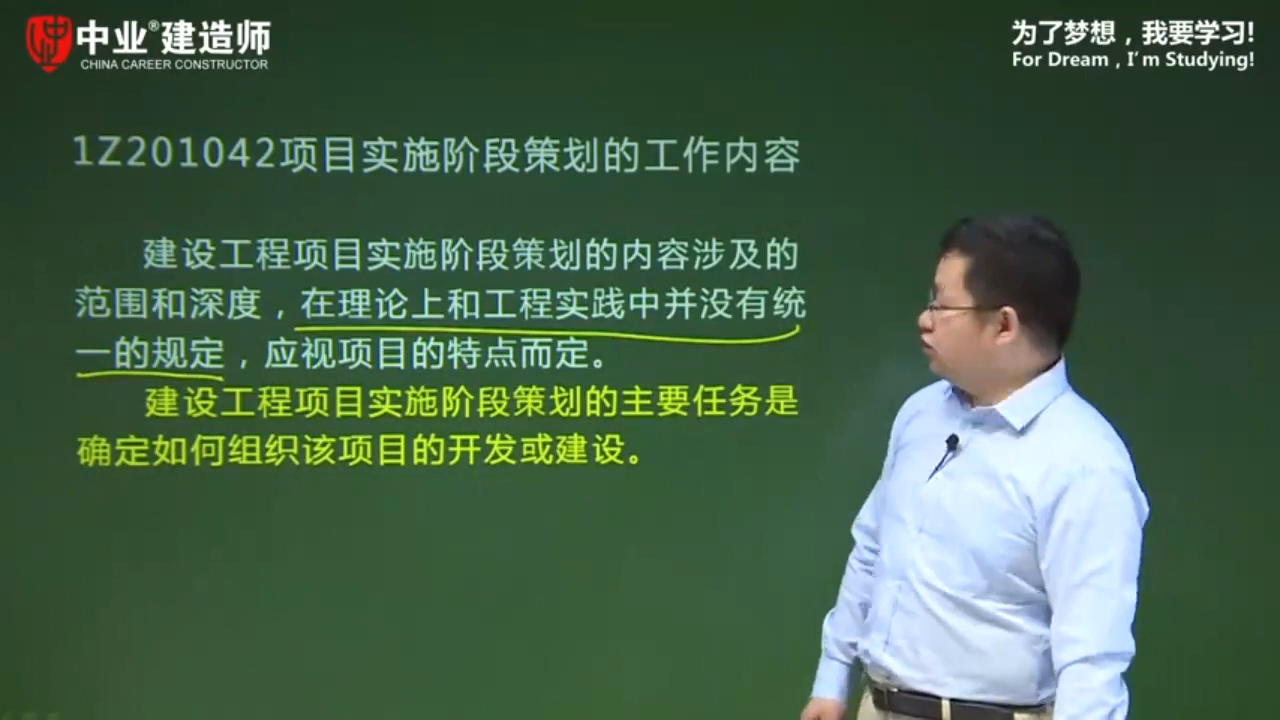 中业®建造师
CHINA CAREER CONSTRUCTOR
为了梦想，我要学习!
For Dream , I'm Studying!
1Z201042项目实施阶段策划的工作内容
建设工程项目实施阶段策划的内容涉及的
范围和深度，在理论上和工程实践中并没有统
一的规定，应视项目的特点而定。
建设工程项目实施阶段策划的主要任务是
确定如何组织该项目的开发或建设。